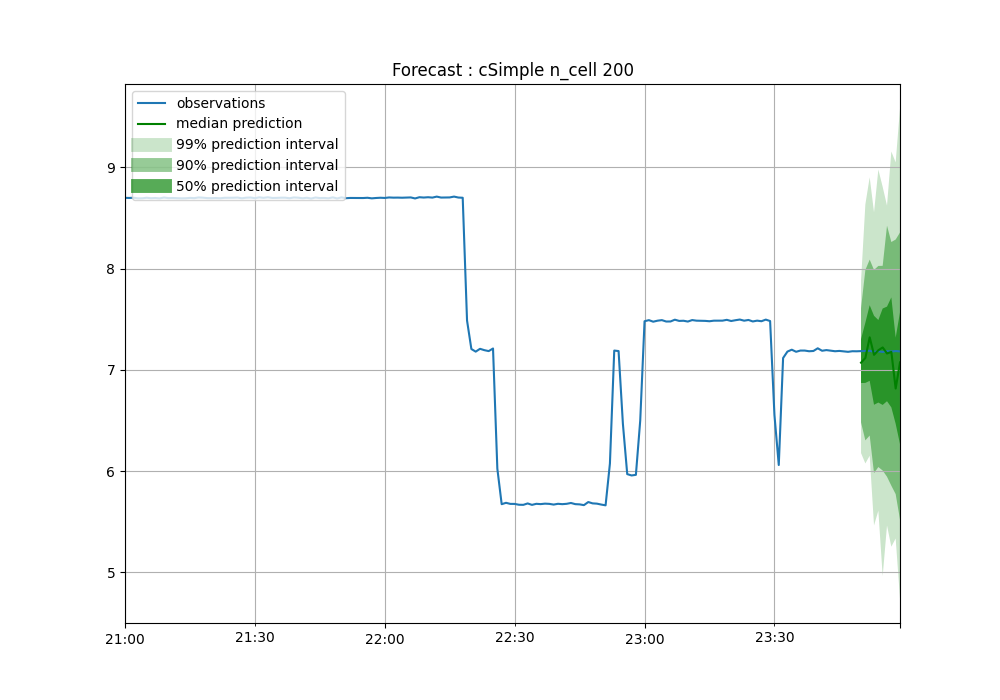 Forecast : cSimple n_cell 200
observations
median prediction
99% prediction interval
90% prediction interval
50% prediction interval
9
8
7
6
5
21:00
21:30
22:00
22:30
23:00
23:30